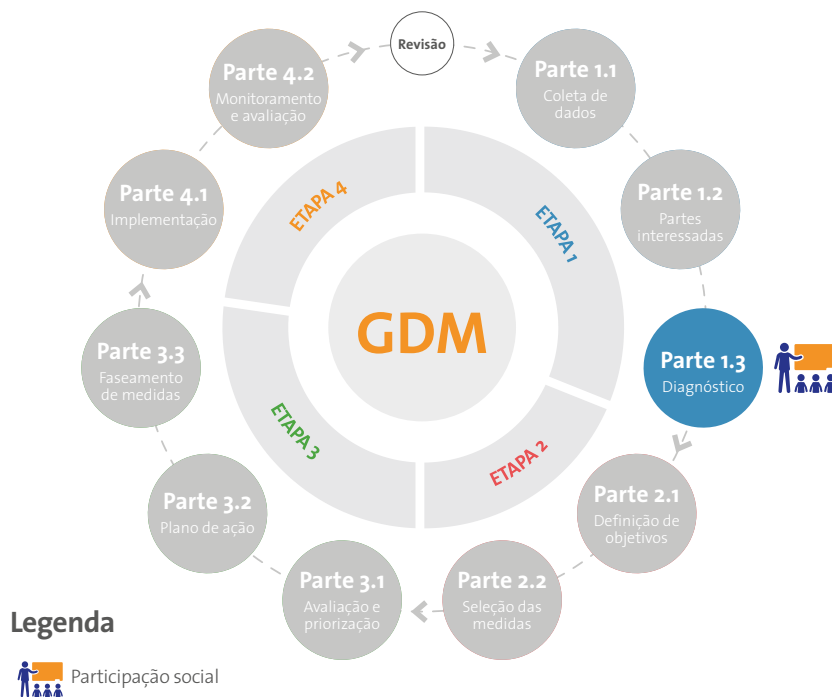 Revisão
Parte 1.1
Coleta de
dados
Parte 1.2
Partes
interessadas
Parte 1.3
Diagnóstico
Parte 2.1
Definição de
objetivos
Parte 2.2
Seleção das
medidas
Parte 3.1
Avaliação e
priorização
Parte 3.2
Plano de ação
Parte 3.3
Faseamento
de medidas
Parte 4.1
Implementação
Parte 4.2
Monitoramento
e avaliação
ETAPA 1
ETAPA 2
ETAPA 3
ETAPA 4
GDM
Legenda
Participação social